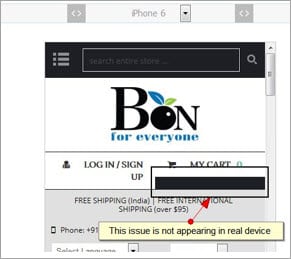 iPhone 6
search entire store ...
BON
for everyone
LOG IN / SIGN UP
MY CART 0
FREE SHIPPING (India) | FREE INTERNATIONAL
SHIPPING (over $95)
This issue is not appearing in real device
Phone: +91
Select Language